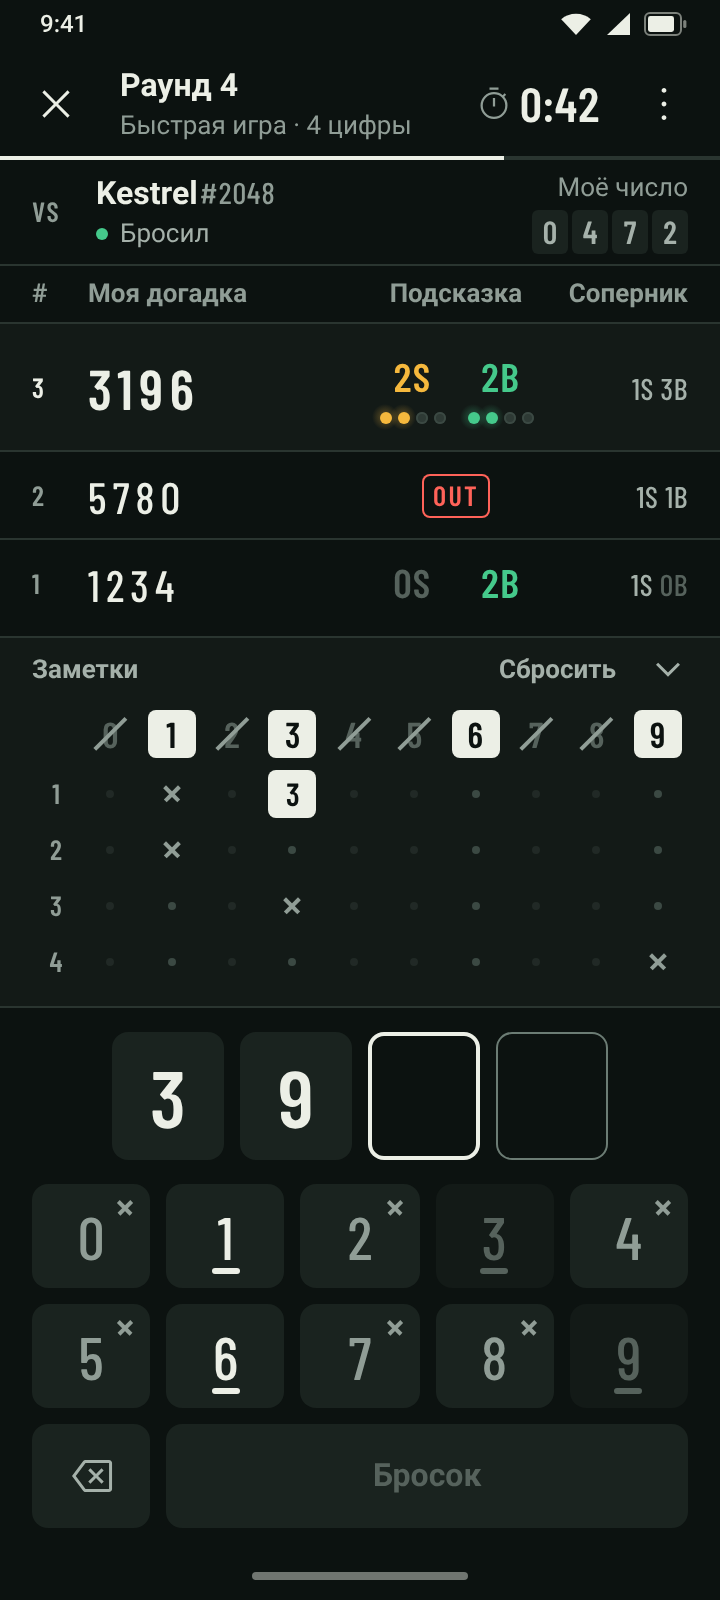 9:41
Раунд 4
Быстрая игра · 4 цифры
0:42
VS
Kestrel#2048
Бросил
Моё число
0 4 7 2
# Моя догадка Подсказка Соперник
3 3196 2S 2B 1S 3B
2 5780 OUT 1S 1B
1 1234 0S 2B 1S 0B
Заметки Сбросить
0 1 2 3 4 5 6 7 8 9
1 × 3
2 ×
3 ×
4 ×
3 9
0 × 1 2 × 3 4 ×
5 × 6 7 × 8 × 9
Бросок